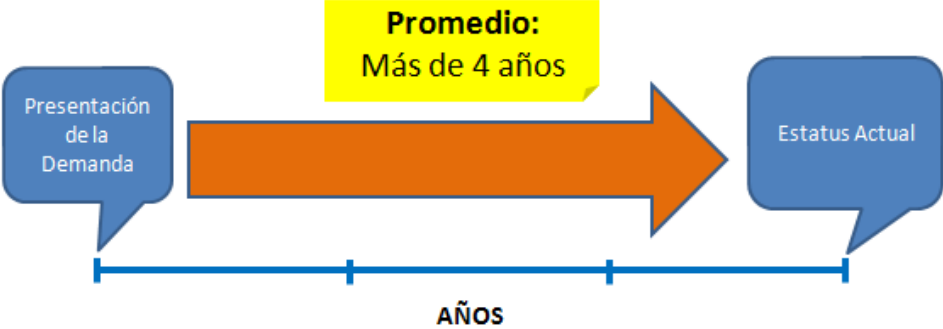 Promedio:
Más de 4 años
Presentación
de la
Demanda
Estatus Actual
AÑOS